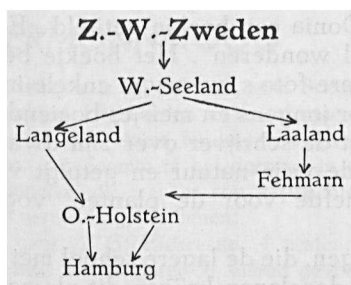 Z.-W.-Zweden
W.-Seeland
Langeland Laaland
Fehmarn
O.-Holstein
Hamburg